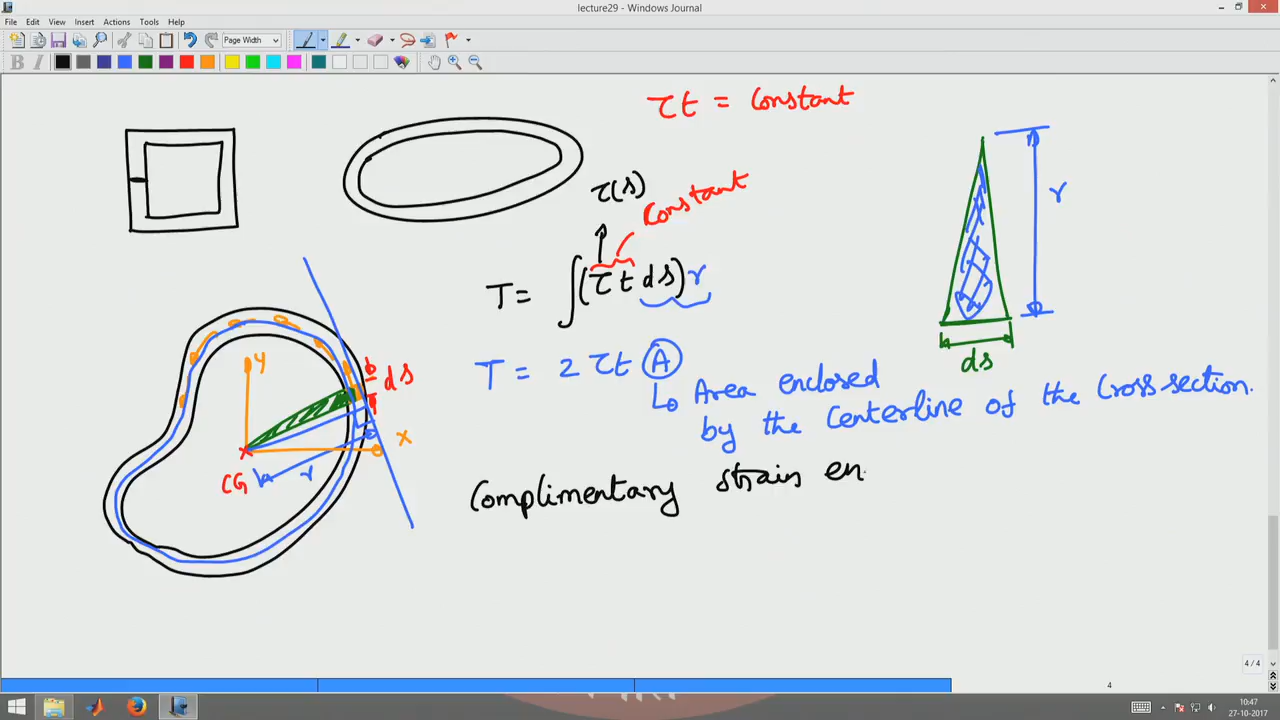 lecture29 - Windows Journal
File Edit View Insert Actions Tools Help
Page Width
B I
τt = Constant
τ(s)
Constant
r
T = ∫(τ t ds) r
T = 2 τt A
Area enclosed
by the Centerline of the Cross section.
ds
y
ds
x
CG
r
Complimentary strain en
4 / 4
4
10:47
27-10-2017